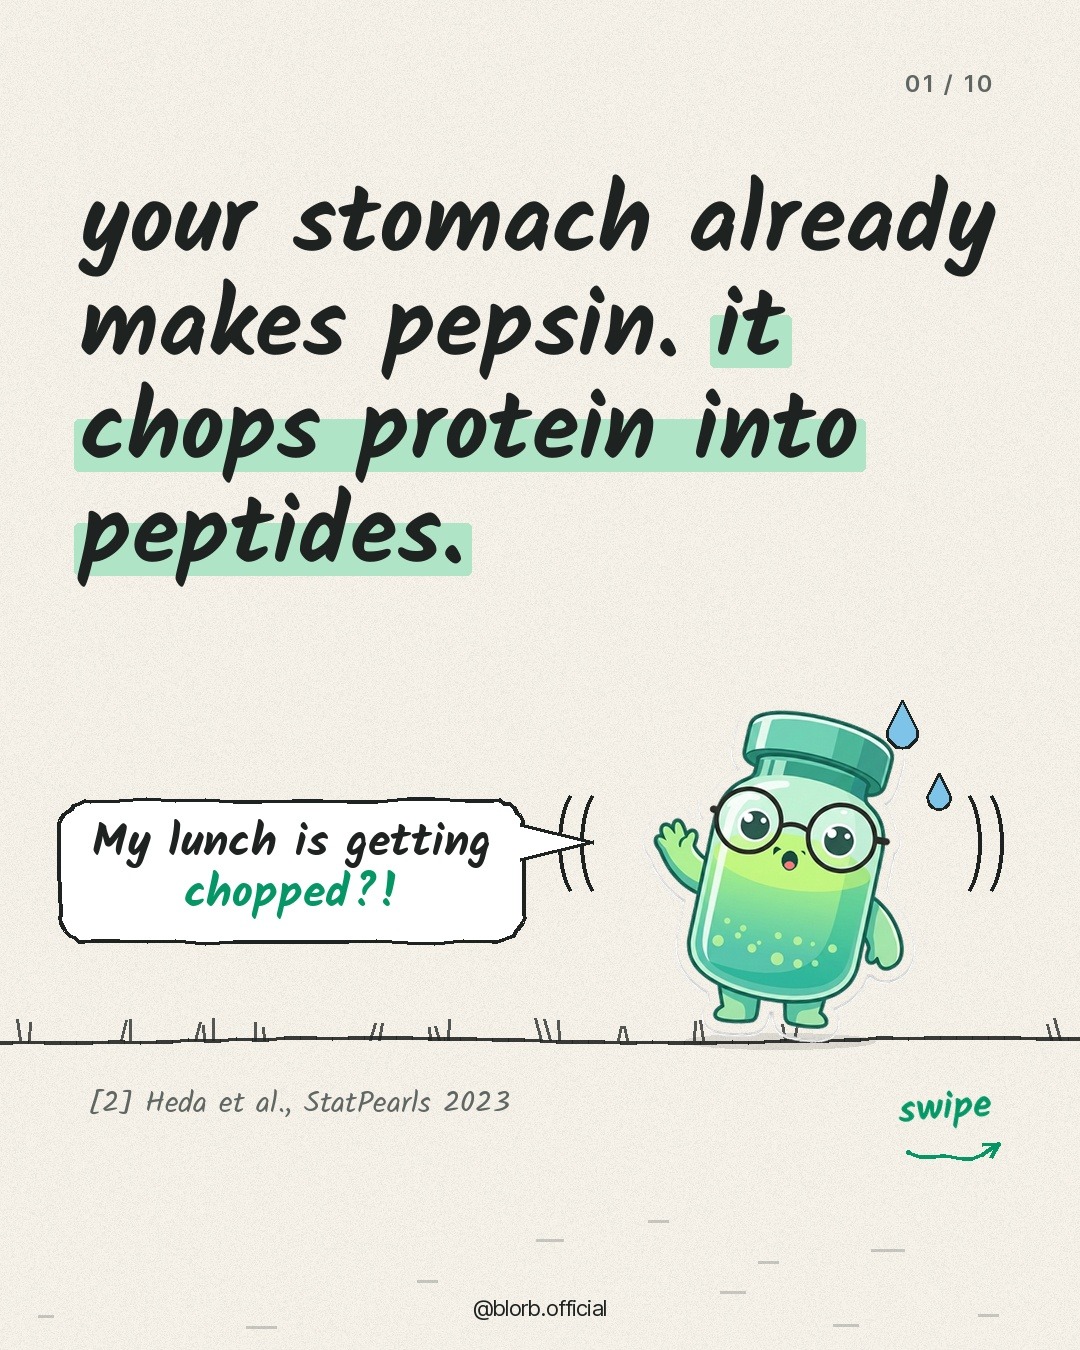 01 / 10
your stomach already
makes pepsin. it
chops protein into
peptides.
My lunch is getting
chopped?!
[2] Heda et al., StatPearls 2023
swipe
@blorb.official